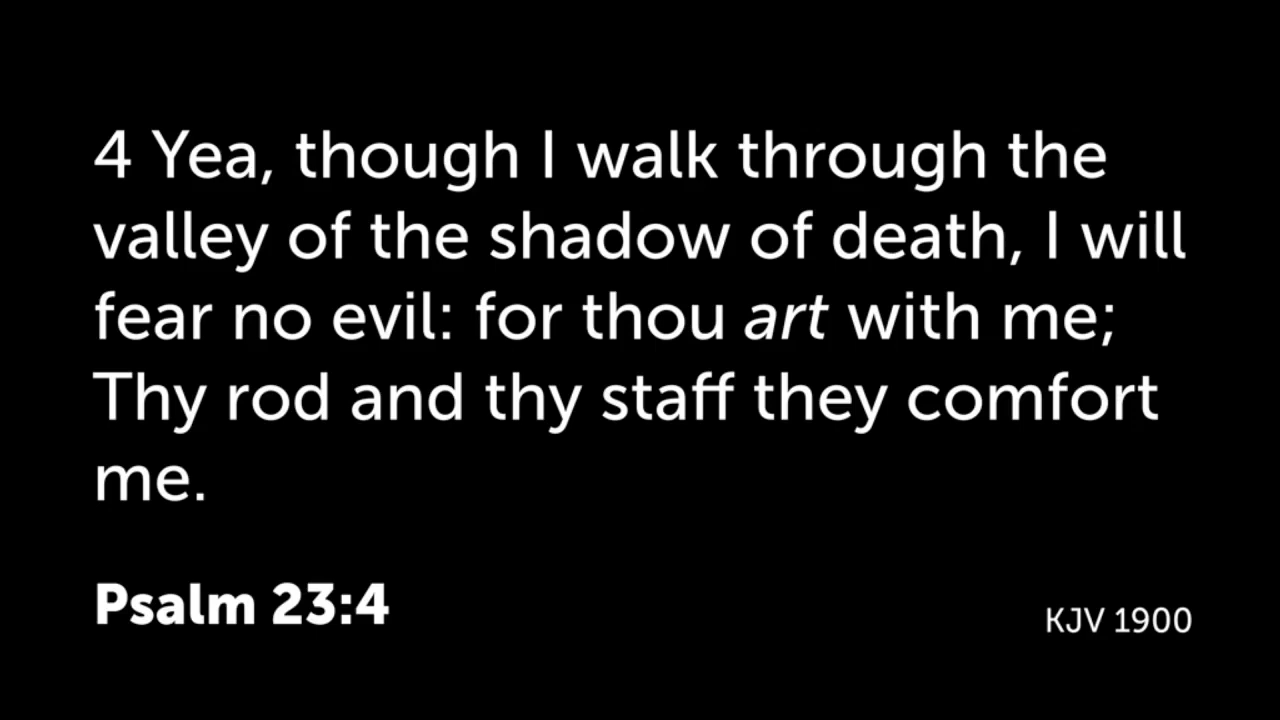 4 Yea, though I walk through the
valley of the shadow of death, I will
fear no evil: for thou art with me;
Thy rod and thy staff they comfort
me.
Psalm 23:4
KJV 1900